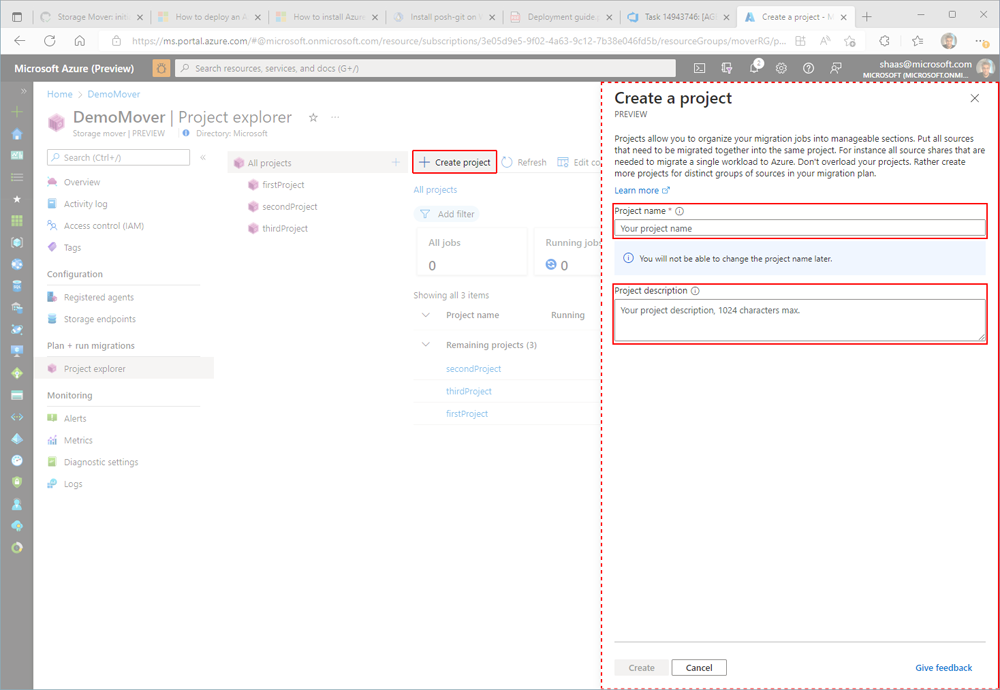 Storage Mover: initi
How to deploy an A
How to install Azure
Install posh-git on V
Deployment guide.d
Task 14943746: [AG
Create a project - M
https://ms.portal.azure.com/#@microsoft.onmicrosoft.com/resource/subscriptions/3e05d9e5-9f02-4a63-9c12-7b38e046fd5b/resourceGroups/moverRG/p...
Microsoft Azure (Preview)
Search resources, services, and docs (G+/)
2
shaas@microsoft.com
MICROSOFT (MICROSOFT.ONMI...
Home > DemoMover
DemoMover | Project explorer
Storage mover | PREVIEW
Directory: Microsoft
Search (Ctrl+/)
Overview
Activity log
Access control (IAM)
Tags
Configuration
Registered agents
Storage endpoints
Plan + run migrations
Project explorer
Monitoring
Alerts
Metrics
Diagnostic settings
Logs
All projects
firstProject
secondProject
thirdProject
Create project
Refresh
Edit co
All projects
Add filter
All jobs
0
Running jobs
0
Showing all 3 items
Project name
Running
Remaining projects (3)
secondProject
thirdProject
firstProject
Create a project
PREVIEW
Projects allow you to organize your migration jobs into manageable sections. Put all sources
that need to be migrated together into the same project. For instance all source shares that are
needed to migrate a single workload to Azure. Don't overload your projects. Rather create
more projects for distinct groups of sources in your migration plan.
Learn more
Project name *
Your project name
You will not be able to change the project name later.
Project description
Your project description, 1024 characters max.
Create
Cancel
Give feedback